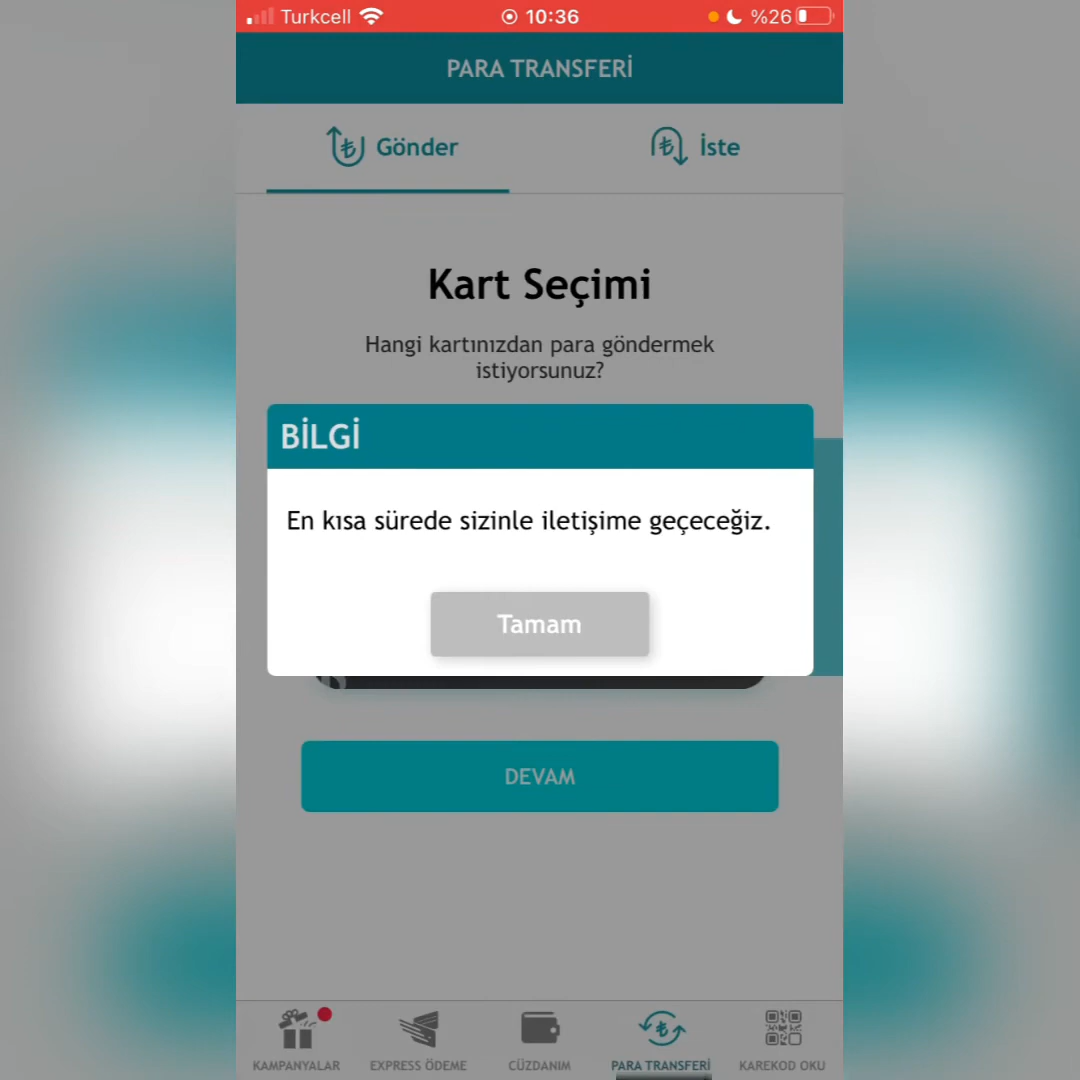 Turkcell 10:36 %26
PARA TRANSFERİ
Gönder İste
Kart Seçimi
Hangi kartınızdan para göndermek
istiyorsunuz?
BİLGİ
En kısa sürede sizinle iletişime geçeceğiz.
Tamam
DEVAM
KAMPANYALAR EXPRESS ÖDEME CÜZDANIM PARA TRANSFERİ KAREKOD OKU